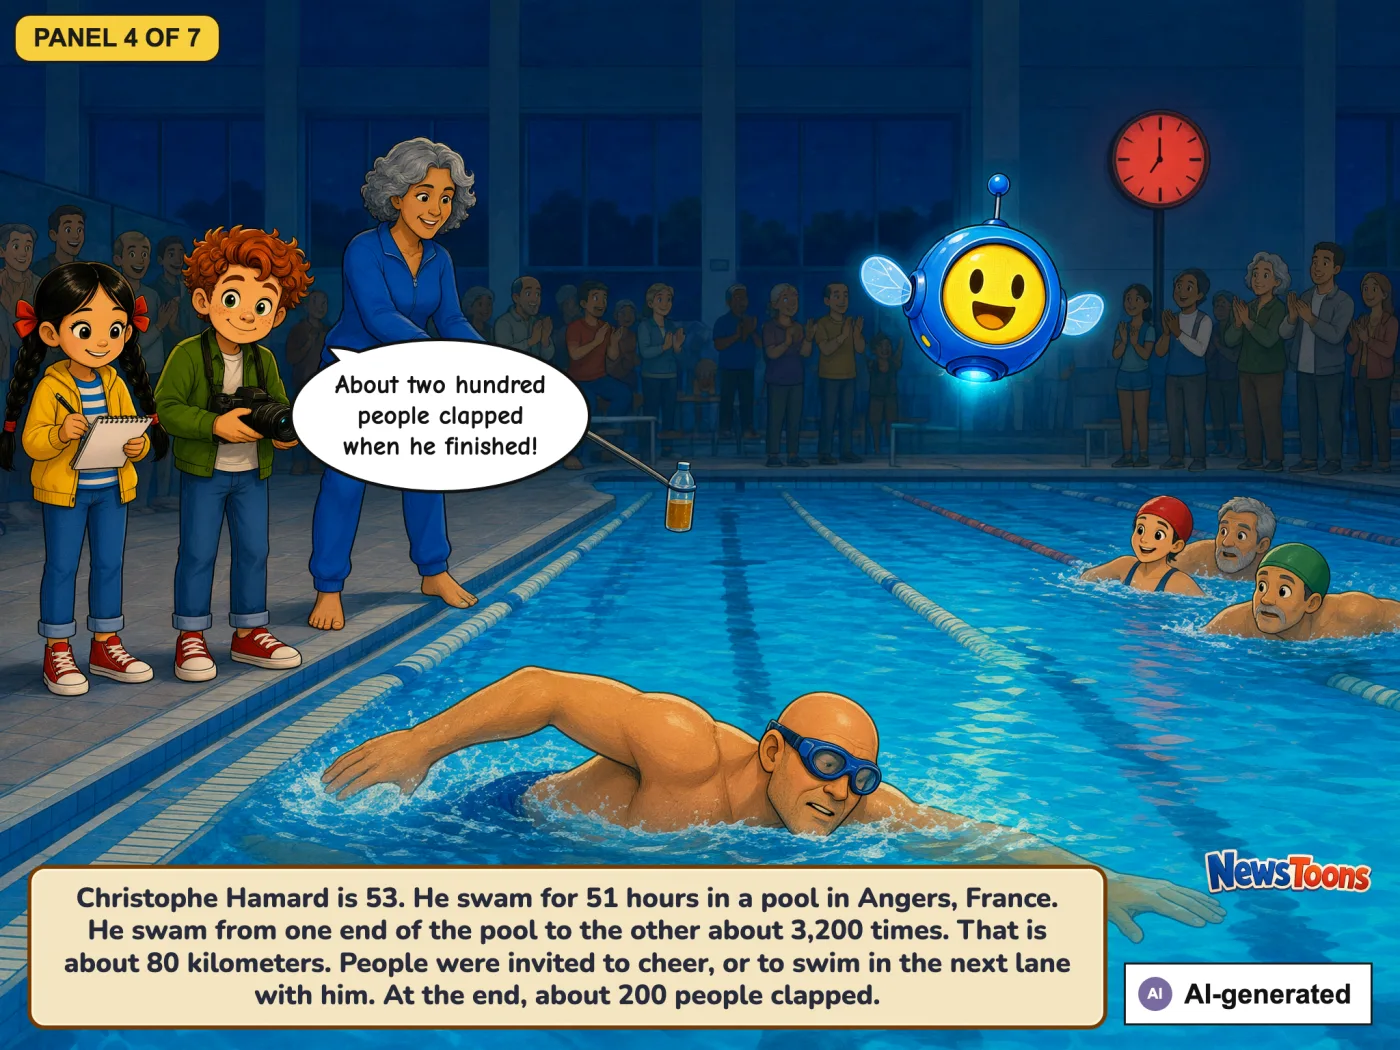 PANEL 4 OF 7
About two hundred
people clapped
when he finished!
Christophe Hamard is 53. He swam for 51 hours in a pool in Angers, France.
He swam from one end of the pool to the other about 3,200 times. That is
about 80 kilometers. People were invited to cheer, or to swim in the next lane
with him. At the end, about 200 people clapped.
NewsToons
AI AI-generated